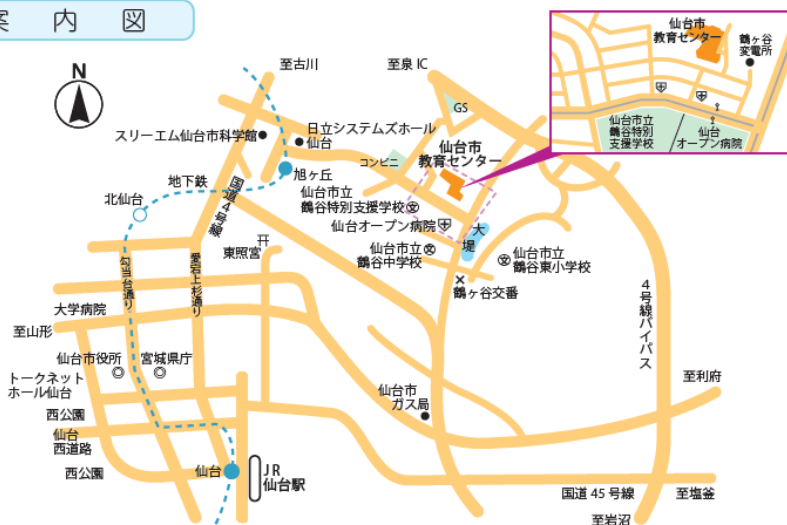 案 内 図
N
至古川
至泉IC
GS
スリーエム仙台市科学館
日立システムズホール
仙台
コンビニ
仙台市
教育センター
旭ヶ丘
地下鉄
北仙台
国道4号線
仙台市立
鶴谷特別支援学校
仙台オープン病院
大堤
仙台市立
鶴谷中学校
仙台市立
鶴谷東小学校
鶴ヶ谷交番
東照宮
勾当台通り
愛宕上杉通り
4号線バイパス
大学病院
至山形
仙台市役所
宮城県庁
トークネット
ホール仙台
西公園
仙台
西道路
西公園
仙台
JR
仙台駅
仙台市
ガス局
至利府
国道45号線
至塩釜
至岩沼
仙台市
教育センター
鶴ヶ谷
変電所
仙台市立
鶴谷特別
支援学校
仙台
オープン病院